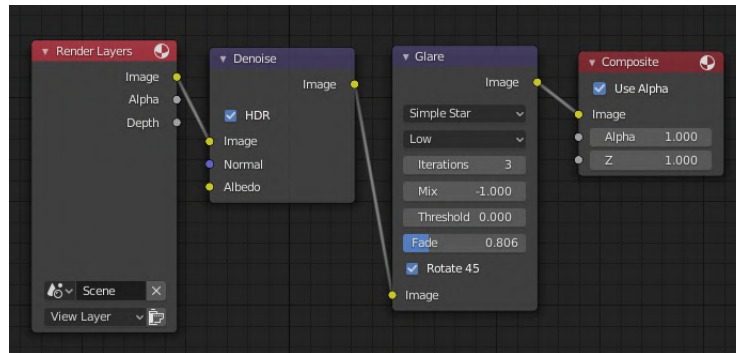 Render Layers
Image
Alpha
Depth
Scene
View Layer
Denoise
Image
HDR
Image
Normal
Albedo
Glare
Image
Simple Star
Low
Iterations 3
Mix -1.000
Threshold 0.000
Fade 0.806
Rotate 45
Image
Composite
Use Alpha
Image
Alpha 1.000
Z 1.000